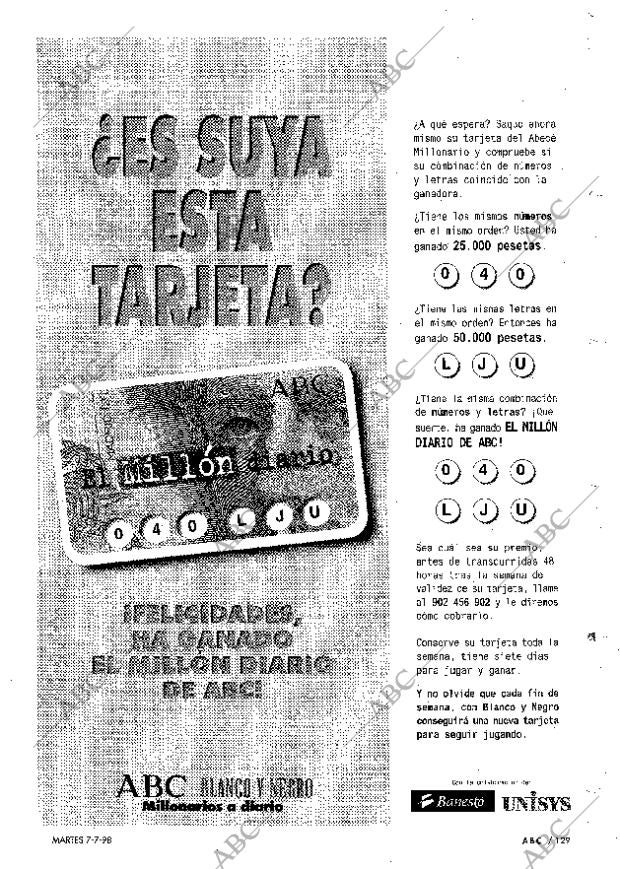 ¿ES SUYA
ESTA
TARJETA?
ABC
El Millón diario
0 4 0 L J U
¡FELICIDADES,
HA GANADO
EL MILLÓN DIARIO
DE ABC!
ABC BLANCO Y NEGRO
Millonarios a diario
¿A qué espera? Saque ahora
mismo su tarjeta del Abecé
Millonario y compruebe si
su combinación de números
y letras coincide con la
ganadora.
¿Tiene los mismos números
en el mismo orden? Usted ha
ganado 25.000 pesetas.
0 4 0
¿Tiene las mismas letras en
el mismo orden? Entonces ha
ganado 50.000 pesetas.
L J U
¿Tiene la misma combinación
de números y letras? ¡Qué
suerte, ha ganado EL MILLÓN
DIARIO DE ABC!
0 4 0
L J U
Sea cuál sea su premio,
antes de transcurridas 48
horas tras la semana de
validez de su tarjeta, llame
al 902 456 902 y le diremos
cómo cobrarlo.
Conserve su tarjeta toda la
semana, tiene siete días
para jugar y ganar.
Y no olvide que cada fin de
semana, con Blanco y Negro
conseguirá una nueva tarjeta
para seguir jugando.
Con la colaboración de:
Banesto UNISYS
MARTES 7-7-98
ABC / 129